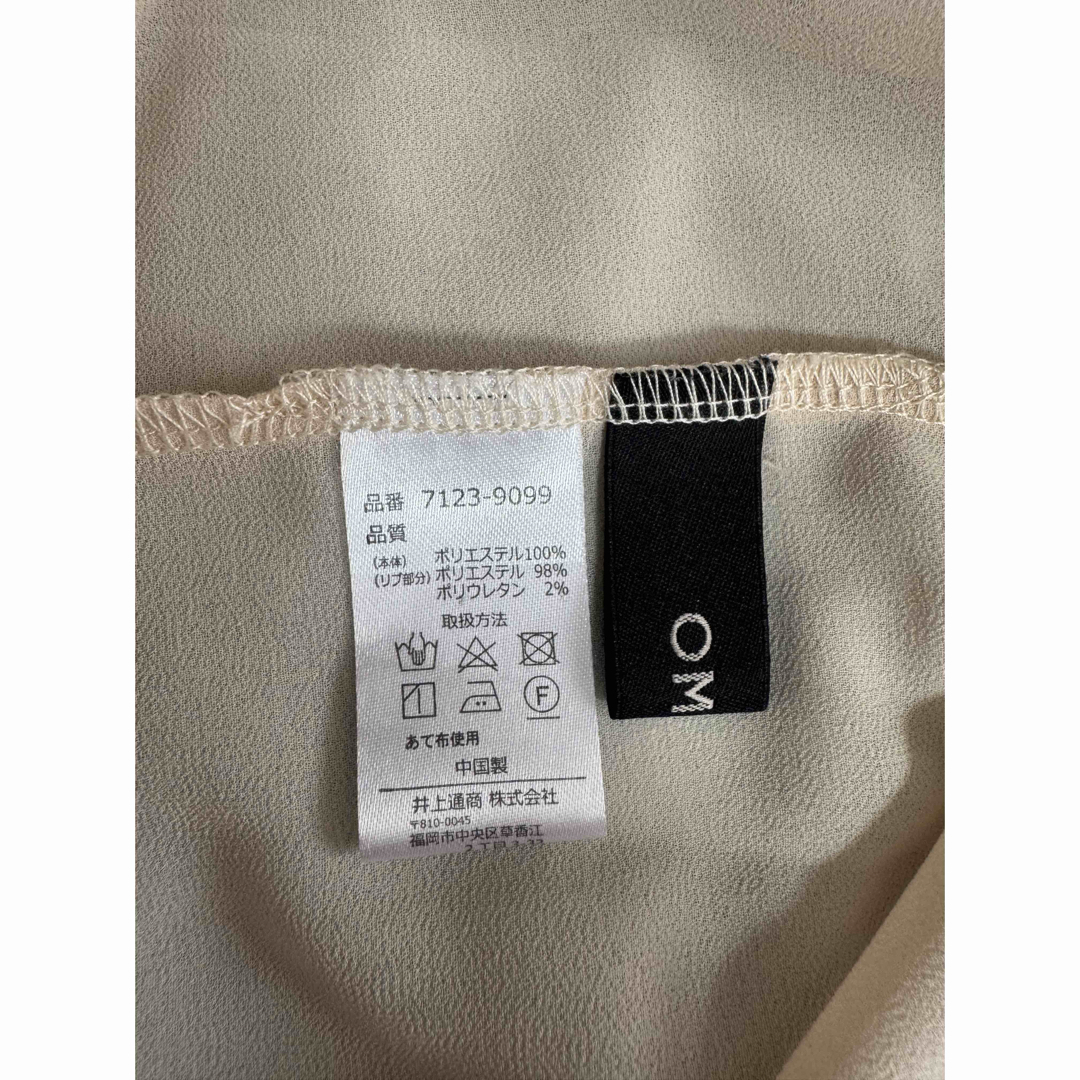 品番 7123-9099
品質
(本体) ポリエステル100%
(リブ部分) ポリエステル 98%
ポリウレタン 2%
取扱方法
F
あて布使用
中国製
井上通商 株式会社
〒810-0045
福岡市中央区草香江
OM